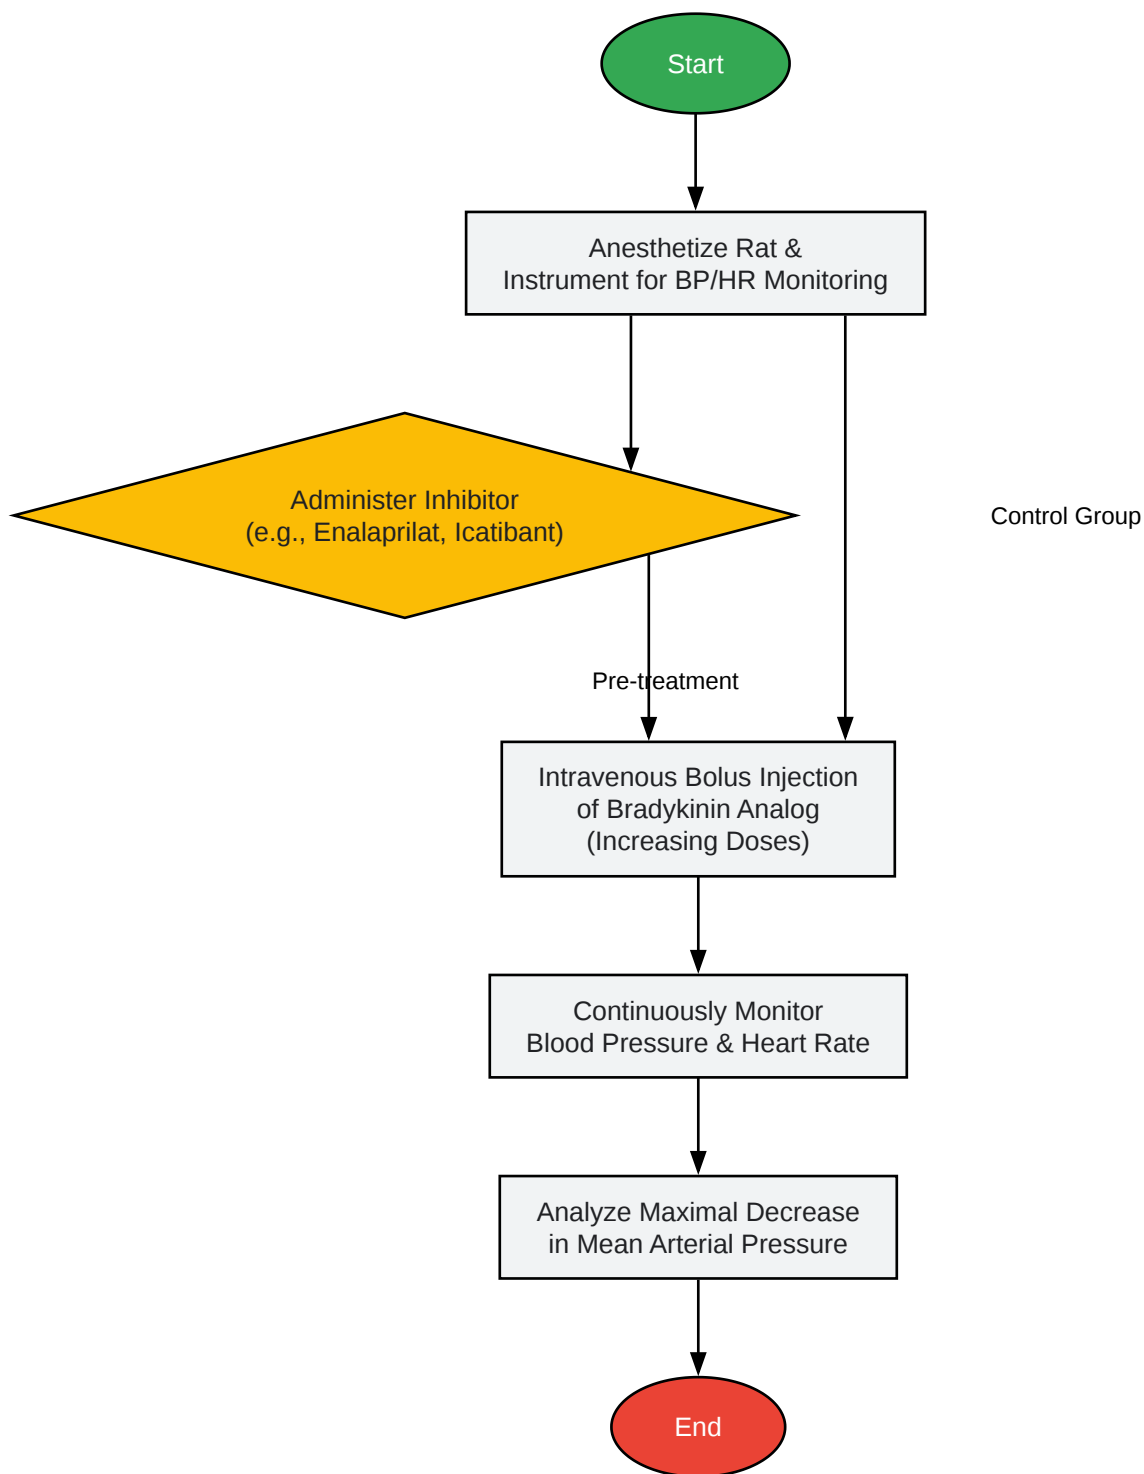 Start
Anesthetize Rat &
Instrument for BP/HR Monitoring
Administer Inhibitor
(e.g., Enalaprilat, Icatibant)
Control Group
Pre-treatment
Intravenous Bolus Injection
of Bradykinin Analog
(Increasing Doses)
Continuously Monitor
Blood Pressure & Heart Rate
Analyze Maximal Decrease
in Mean Arterial Pressure
End